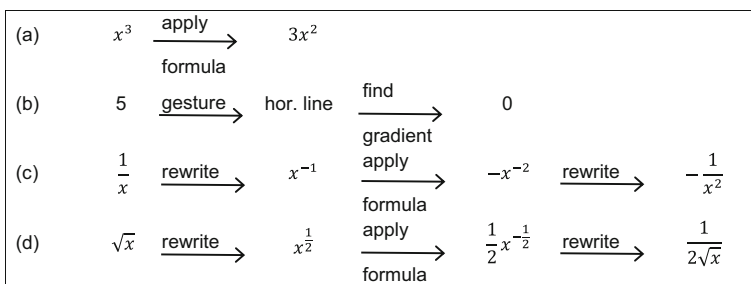 (a) x³ apply formula 3x²
(b) 5 gesture hor. line find gradient 0
(c) 1/x rewrite x⁻¹ apply formula −x⁻² rewrite −1/x²
(d) √x rewrite x^(1/2) apply formula 1/2 x^(−1/2) rewrite 1/(2√x)